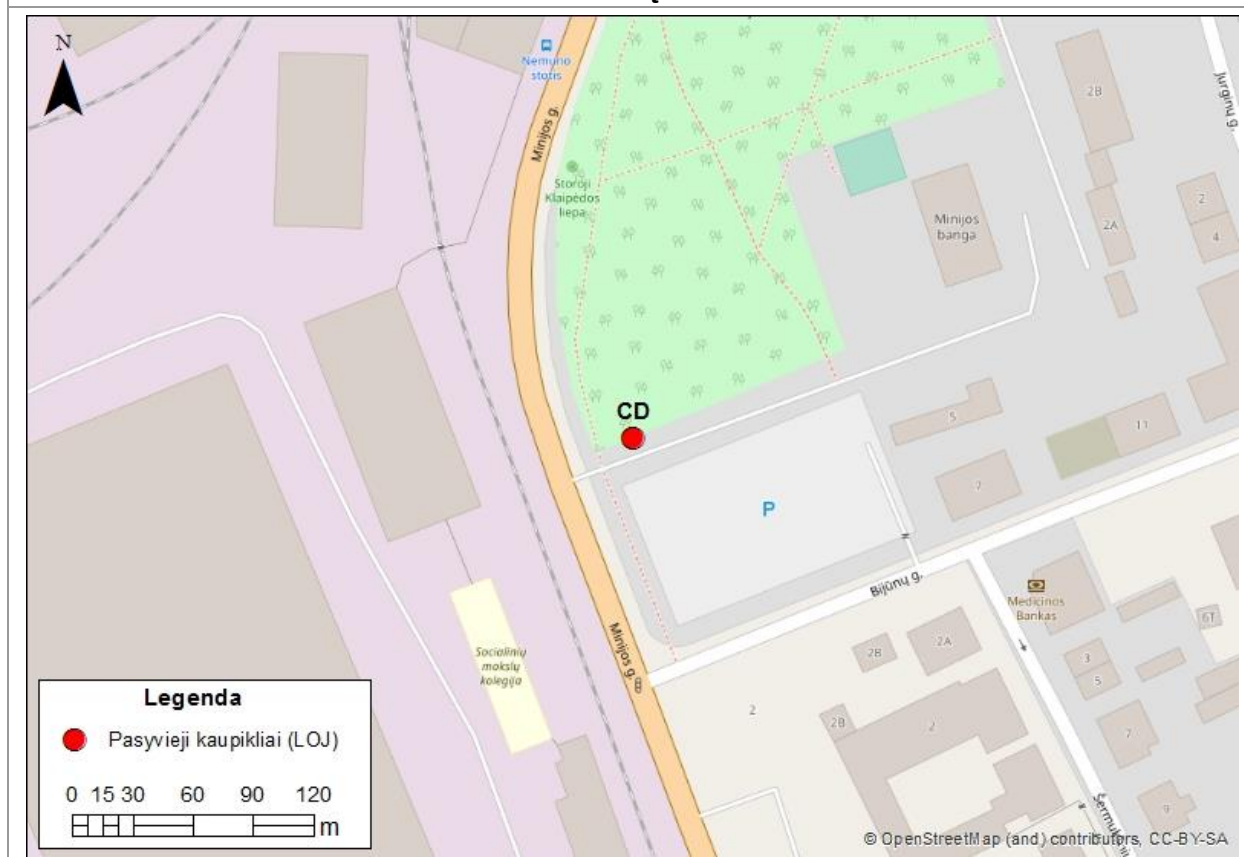 N
Nemuno
stotis
Minijos g.
Storoji
Klaipėdos
liepa
2B
Jurginų g.
2A
2
4
Minijos
banga
CD
5
11
7
P
Bijūnų g.
Medicinos
Bankas
6T
2B
2A
3
5
Minijos g.
Socialinių
mokslų
kolegija
2
2B
2
7
9
Legenda
Pasyvieji kaupikliai (LOJ)
0 15 30 60 90 120
m
© OpenStreetMap (and) contributors, CC-BY-SA